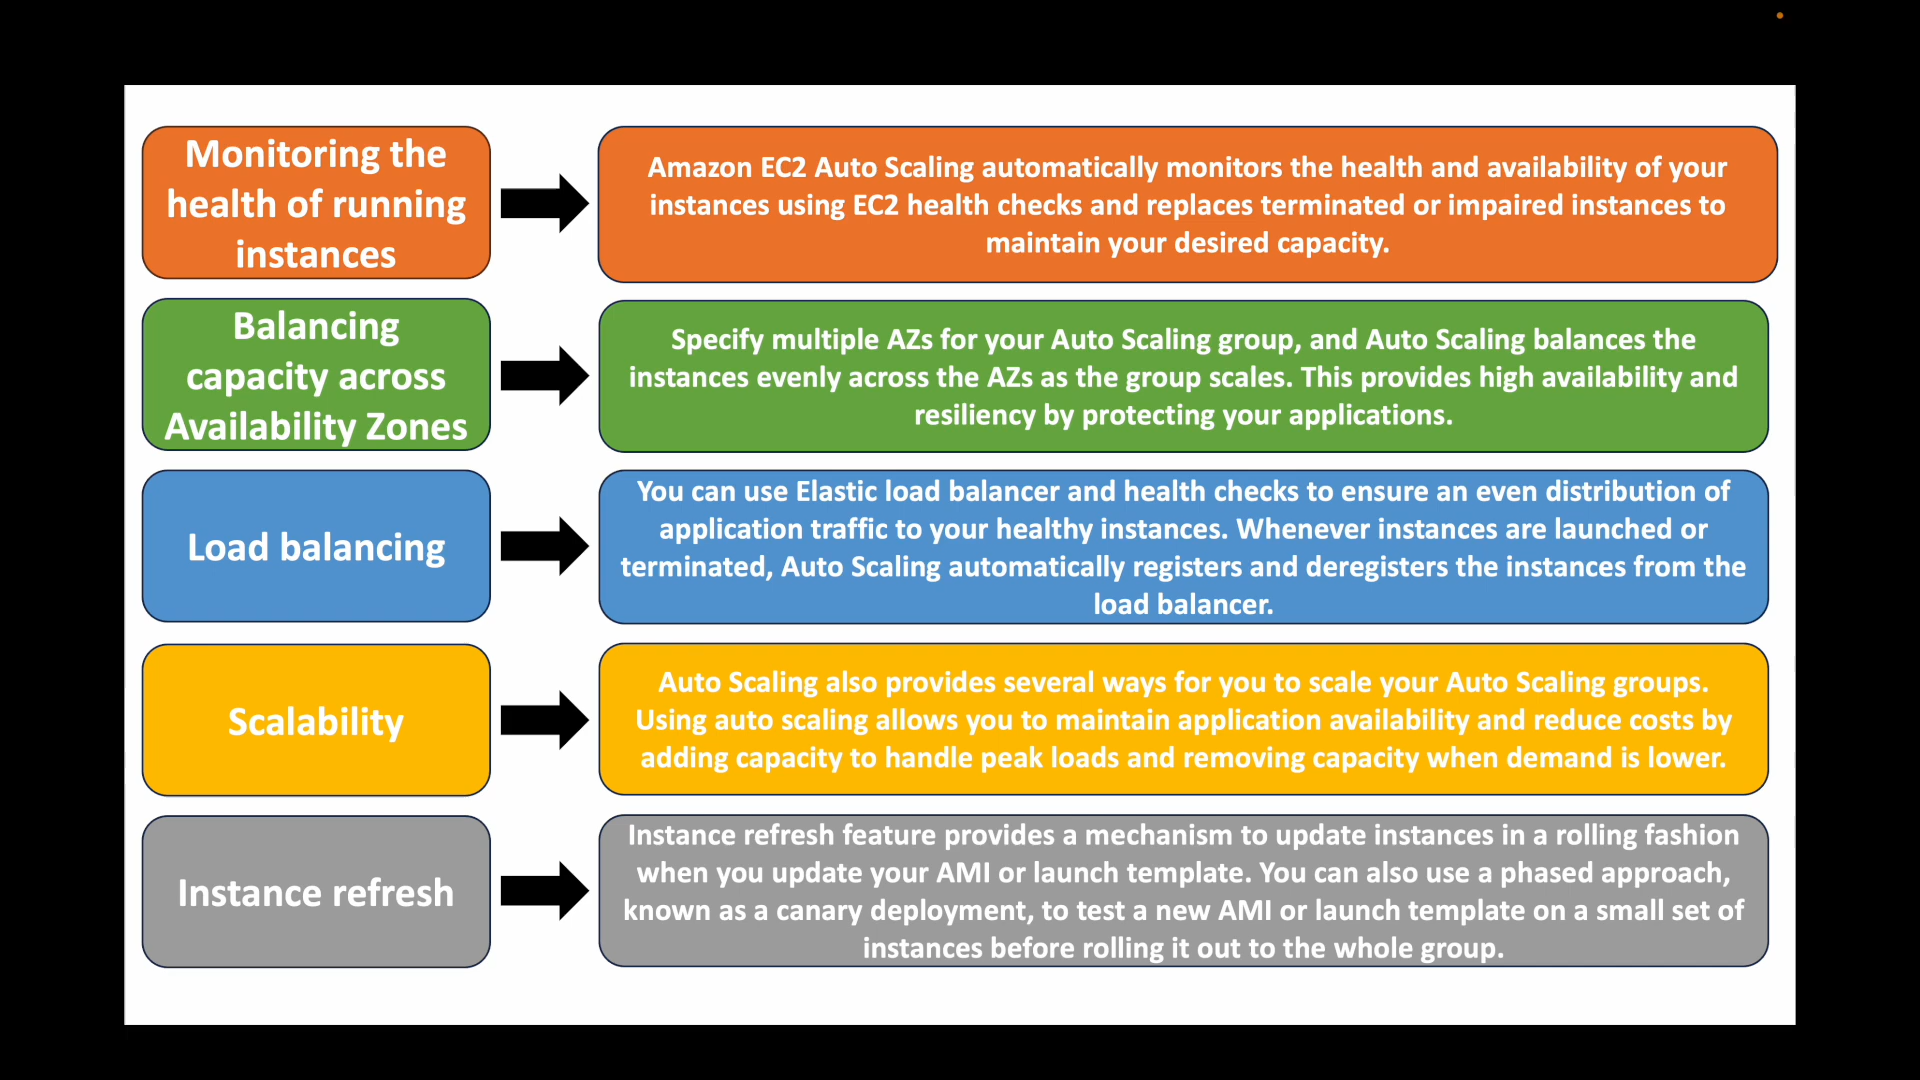 Monitoring the
health of running
instances
Amazon EC2 Auto Scaling automatically monitors the health and availability of your
instances using EC2 health checks and replaces terminated or impaired instances to
maintain your desired capacity.
Balancing
capacity across
Availability Zones
Specify multiple AZs for your Auto Scaling group, and Auto Scaling balances the
instances evenly across the AZs as the group scales. This provides high availability and
resiliency by protecting your applications.
Load balancing
You can use Elastic load balancer and health checks to ensure an even distribution of
application traffic to your healthy instances. Whenever instances are launched or
terminated, Auto Scaling automatically registers and deregisters the instances from the
load balancer.
Scalability
Auto Scaling also provides several ways for you to scale your Auto Scaling groups.
Using auto scaling allows you to maintain application availability and reduce costs by
adding capacity to handle peak loads and removing capacity when demand is lower.
Instance refresh
Instance refresh feature provides a mechanism to update instances in a rolling fashion
when you update your AMI or launch template. You can also use a phased approach,
known as a canary deployment, to test a new AMI or launch template on a small set of
instances before rolling it out to the whole group.